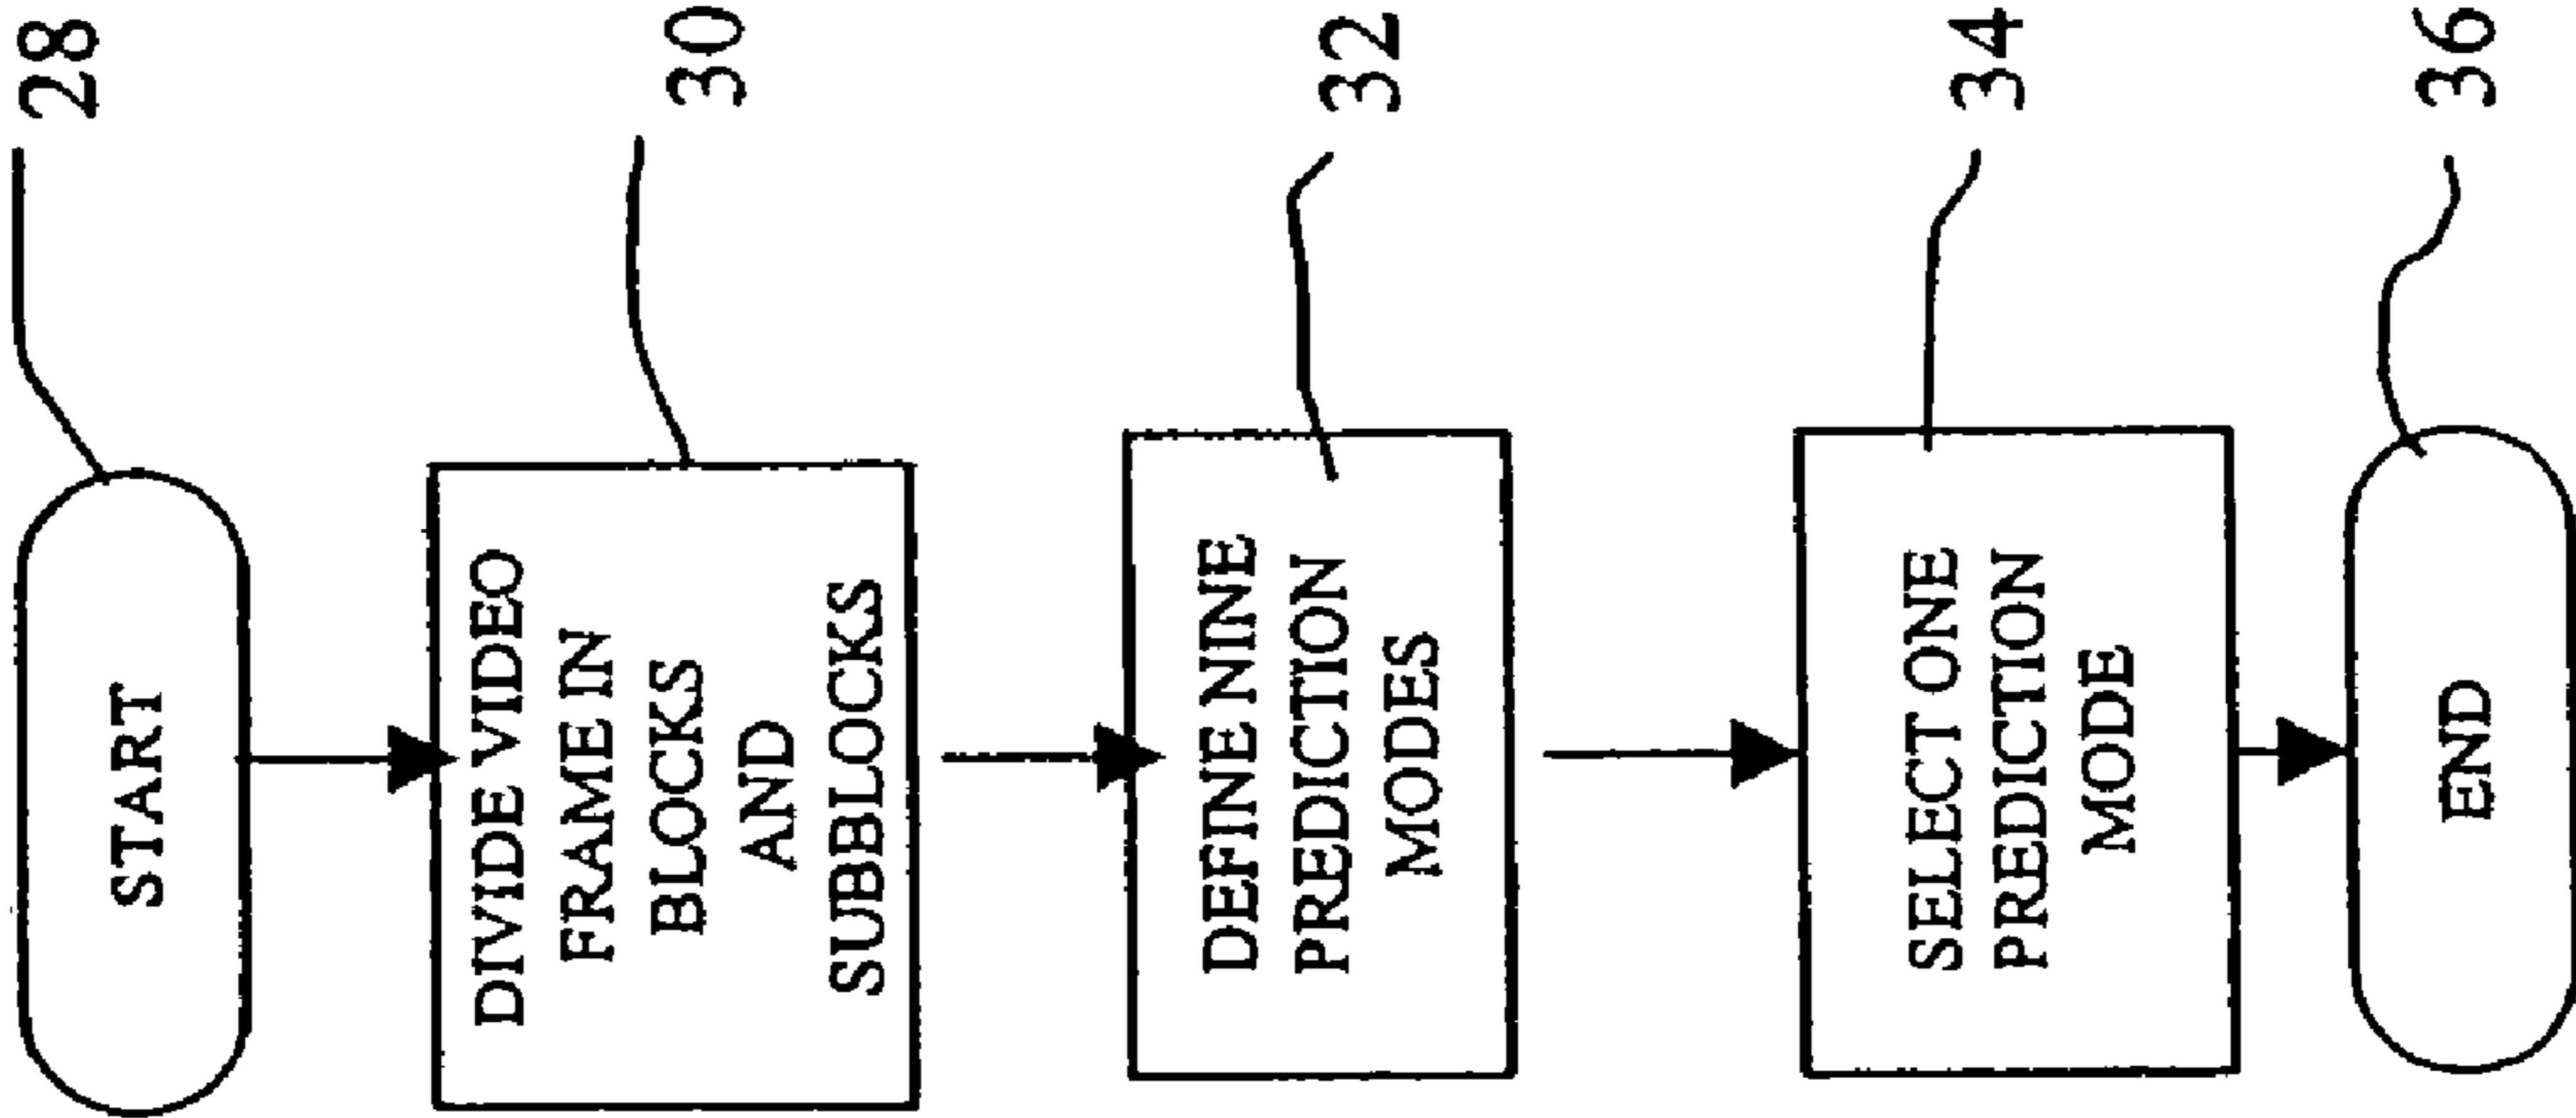 START
28
DIVIDE VIDEO
FRAME IN
BLOCKS
AND
SUBBLOCKS
30
DEFINE NINE
PREDICTION
MODES
32
SELECT ONE
PREDICTION
MODE
34
END
36